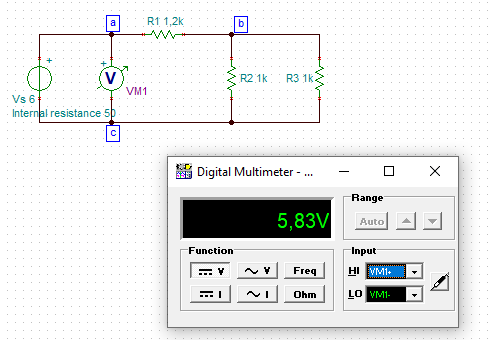 a
R1 1,2k
b
+
+
V
VM1
R2 1k
R3 1k
Vs 6
Internal resistance 50
c
Digital Multimeter - ...
5,83V
Range
Auto
Function
V
V
Freq
I
I
Ohm
Input
HI VM1+
LO VM1-